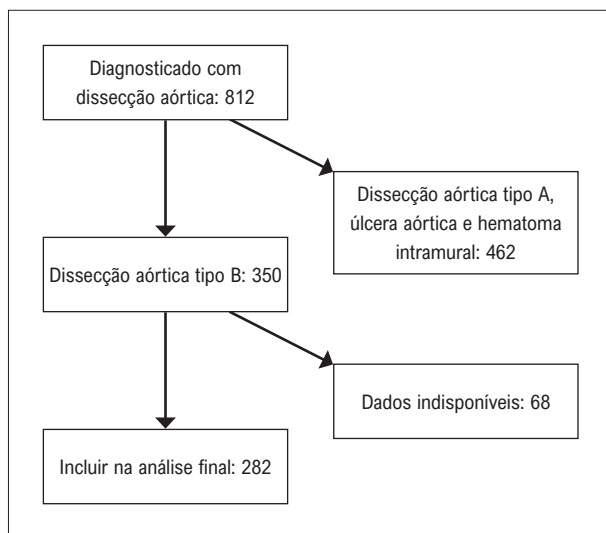 Diagnosticado com
dissecção aórtica: 812
Dissecção aórtica tipo A,
úlcera aórtica e hematoma
intramural: 462
Dissecção aórtica tipo B: 350
Dados indisponíveis: 68
Incluir na análise final: 282